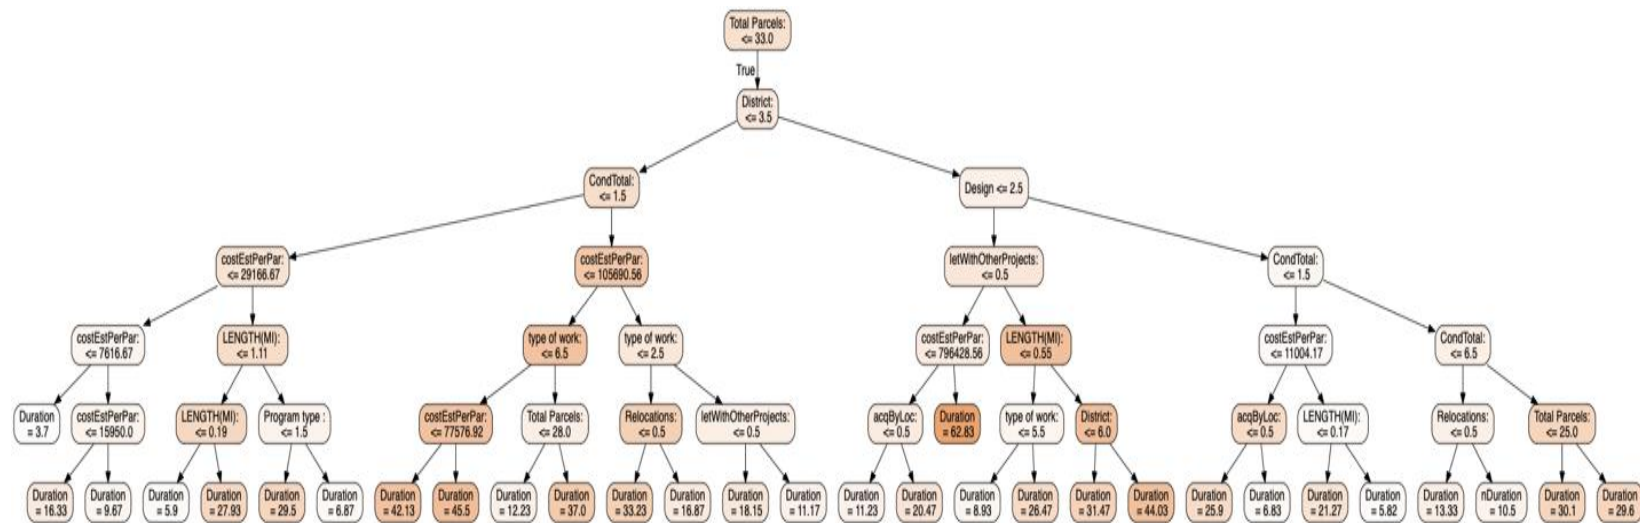 Total Parcels:
<= 33.0
True
District:
<= 3.5
CondTotal:
<= 1.5
Design <= 2.5
costEstPerPar:
<= 29166.67
costEstPerPar:
<= 105690.56
letWithOtherProjects:
<= 0.5
CondTotal:
<= 1.5
costEstPerPar:
<= 7616.67
LENGTH(MI):
<= 1.11
type of work:
<= 6.5
type of work:
<= 2.5
costEstPerPar:
<= 796428.56
LENGTH(MI):
<= 0.55
costEstPerPar:
<= 11004.17
CondTotal:
<= 6.5
Duration
= 3.7
costEstPerPar:
<= 15950.0
LENGTH(MI):
<= 0.19
Program type :
<= 1.5
costEstPerPar:
<= 77576.92
Total Parcels:
<= 28.0
Relocations:
<= 0.5
letWithOtherProjects:
<= 0.5
acqByLoc:
<= 0.5
Duration
= 62.83
type of work:
<= 5.5
District:
<= 6.0
acqByLoc:
<= 0.5
LENGTH(MI):
<= 0.17
Relocations:
<= 0.5
Total Parcels:
<= 25.0
Duration
= 16.33
Duration
= 9.67
Duration
= 5.9
Duration
= 27.93
Duration
= 29.5
Duration
= 6.87
Duration
= 42.13
Duration
= 45.5
Duration
= 12.23
Duration
= 37.0
Duration
= 33.23
Duration
= 16.87
Duration
= 18.15
Duration
= 11.17
Duration
= 11.23
Duration
= 20.47
Duration
= 8.93
Duration
= 26.47
Duration
= 31.47
Duration
= 44.03
Duration
= 25.9
Duration
= 6.83
Duration
= 21.27
Duration
= 5.82
Duration
= 13.33
nDuration
= 10.5
Duration
= 30.1
Duration
= 29.6